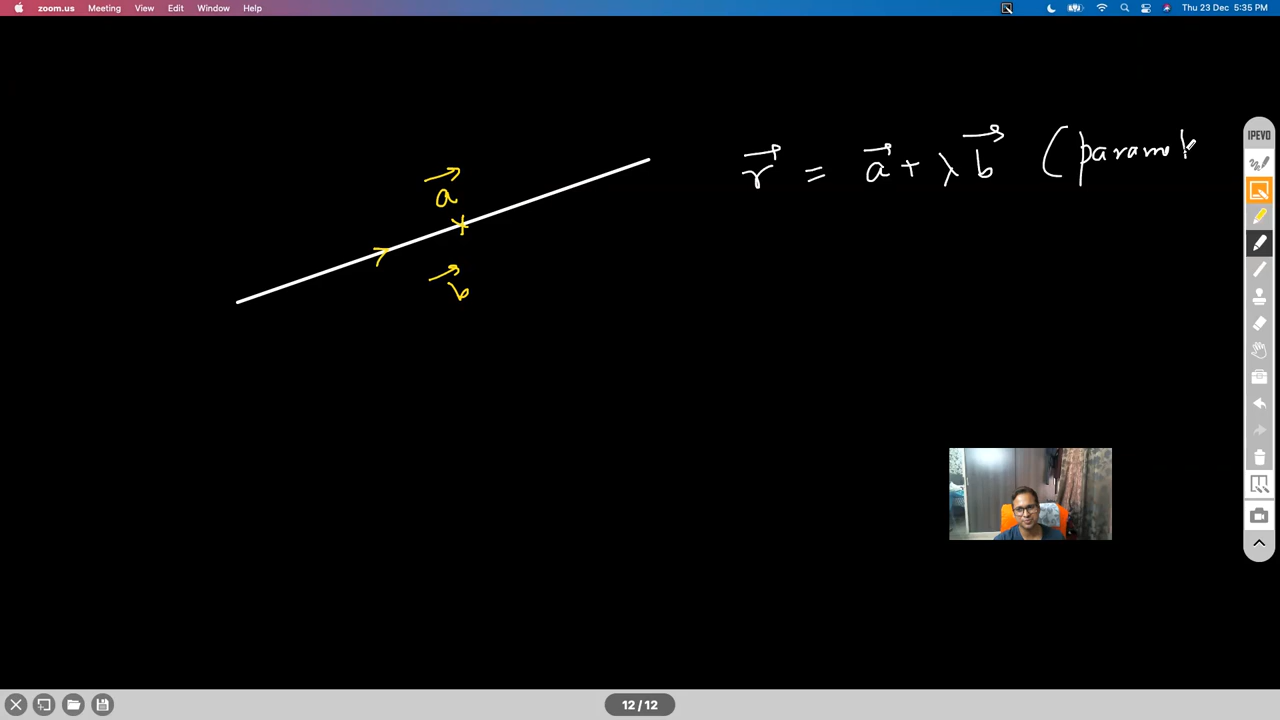 zoom.us Meeting View Edit Window Help Thu 23 Dec 5:35 PM
IPEVO
→a
→b
→r = →a + λ→b (paramet
12 / 12